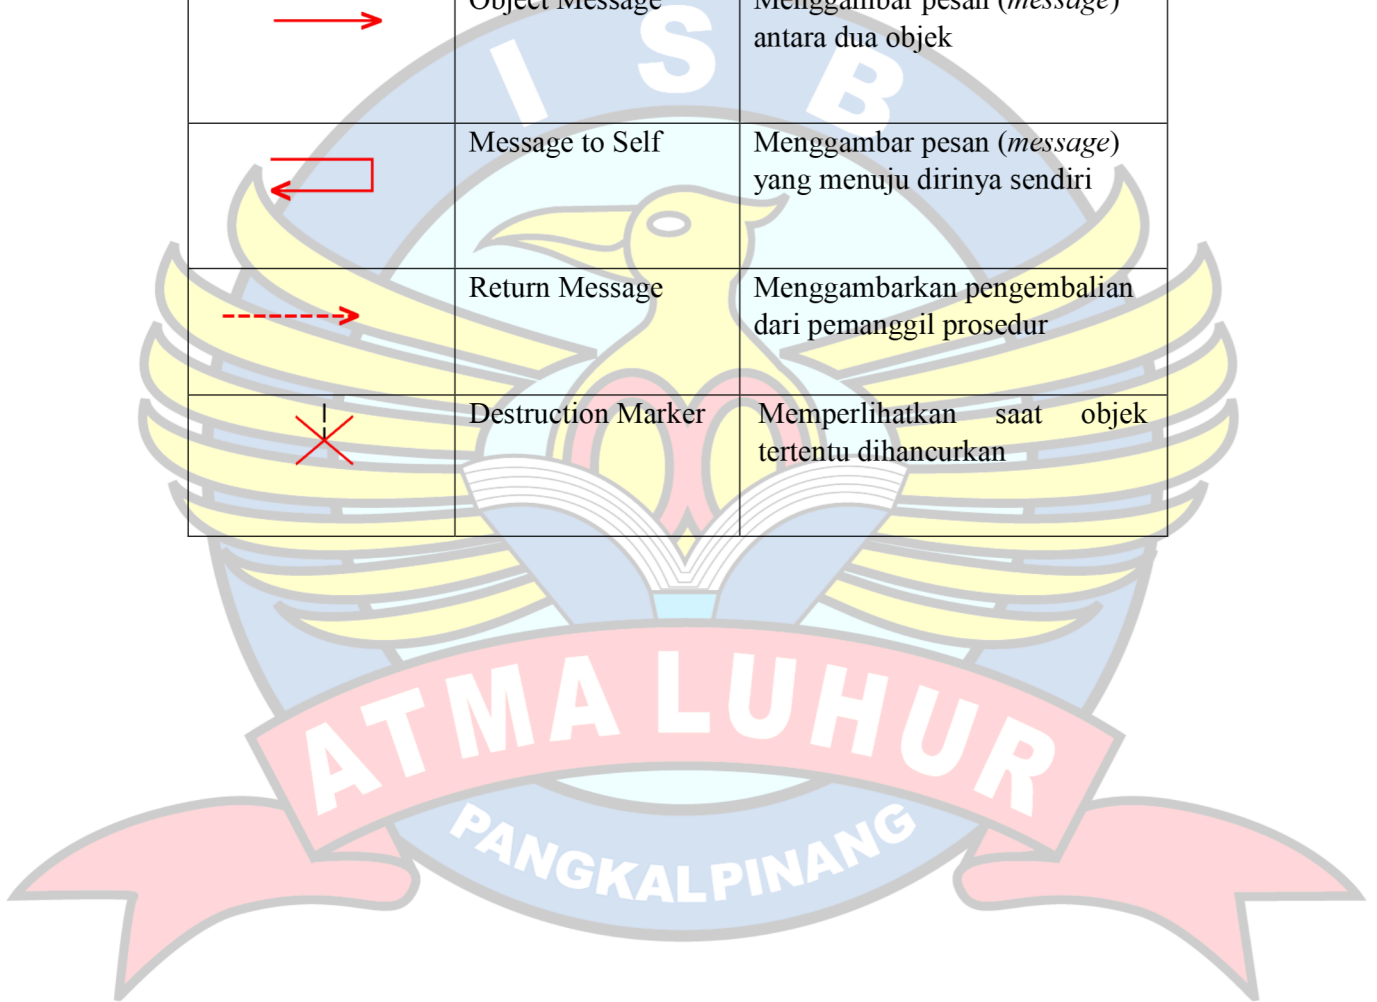 Object Message
Menggambar pesan (message)
antara dua objek
Message to Self
Menggambar pesan (message)
yang menuju dirinya sendiri
Return Message
Menggambarkan pengembalian
dari pemanggil prosedur
Destruction Marker
Memperlihatkan saat objek
tertentu dihancurkan
I S B
ATMA LUHUR
PANGKALPINANG